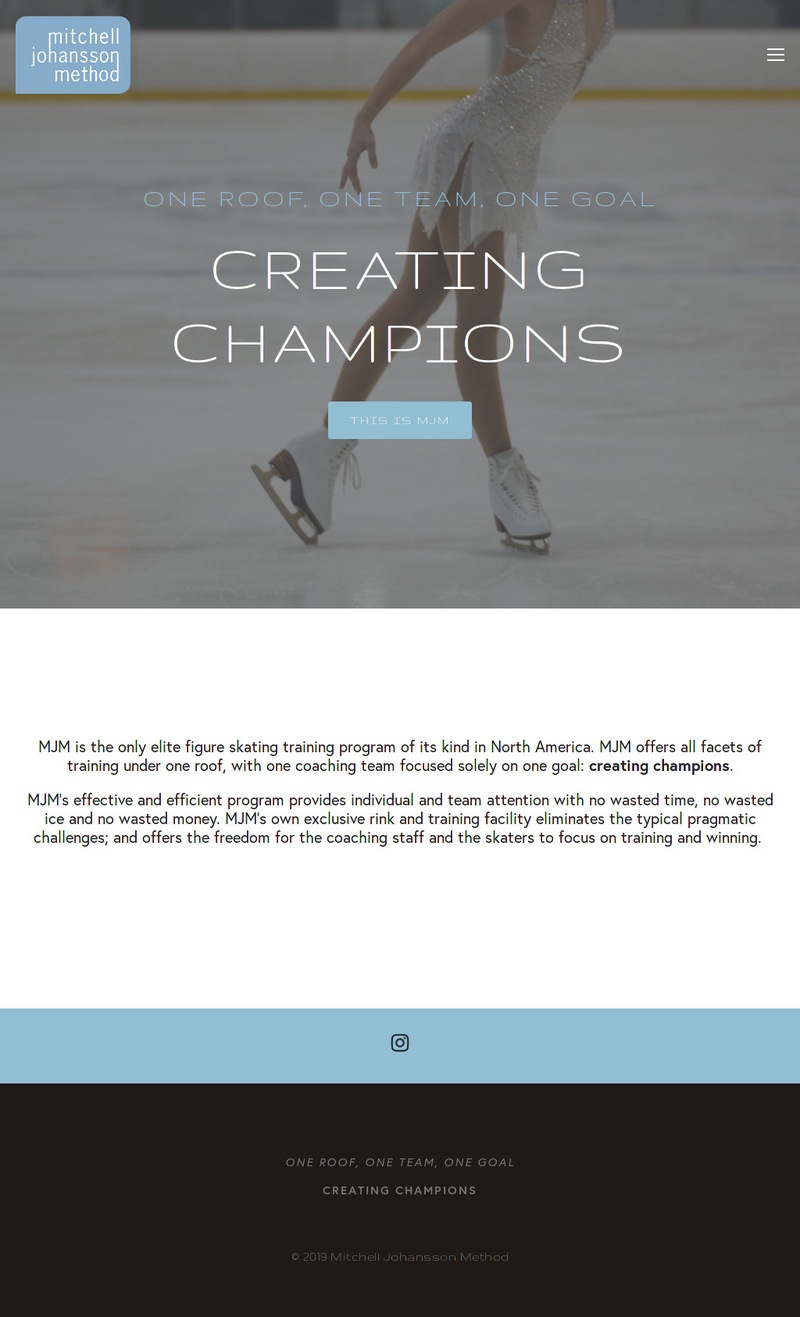 mitchell
johansson
method
ONE ROOF, ONE TEAM, ONE GOAL
CREATING
CHAMPIONS
THIS IS MJM
MJM is the only elite figure skating training program of its kind in North America. MJM offers all facets of
training under one roof, with one coaching team focused solely on one goal: creating champions.
MJM's effective and efficient program provides individual and team attention with no wasted time, no wasted
ice and no wasted money. MJM's own exclusive rink and training facility eliminates the typical pragmatic
challenges; and offers the freedom for the coaching staff and the skaters to focus on training and winning.
ONE ROOF, ONE TEAM, ONE GOAL
CREATING CHAMPIONS
© 2019 Mitchell Johansson Method